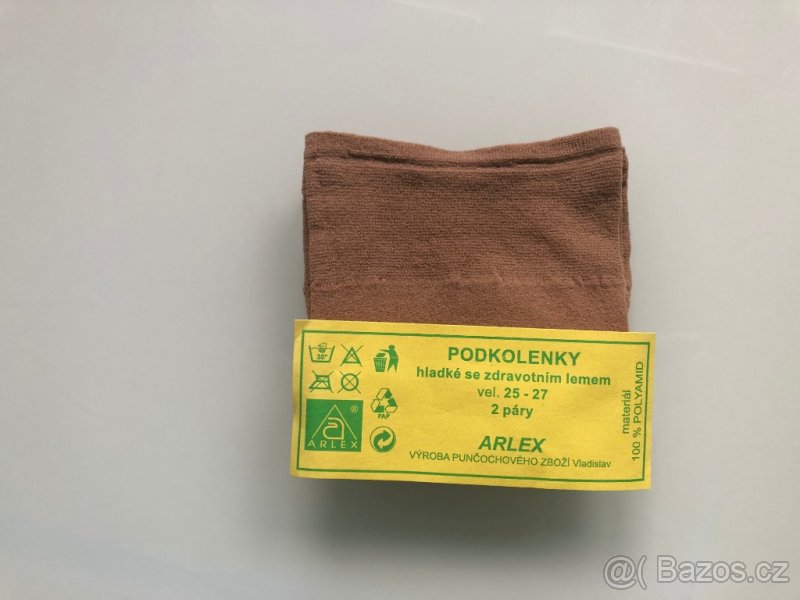 PODKOLENKY
hladké se zdravotním lemem
vel. 25 - 27
2 páry
ARLEX
VÝROBA PUNČOCHOVÉHO ZBOŽÍ Vladislav
materiál
100 % POLYAMID
30°
PAP
a ®
ARLEX
@( Bazos.cz